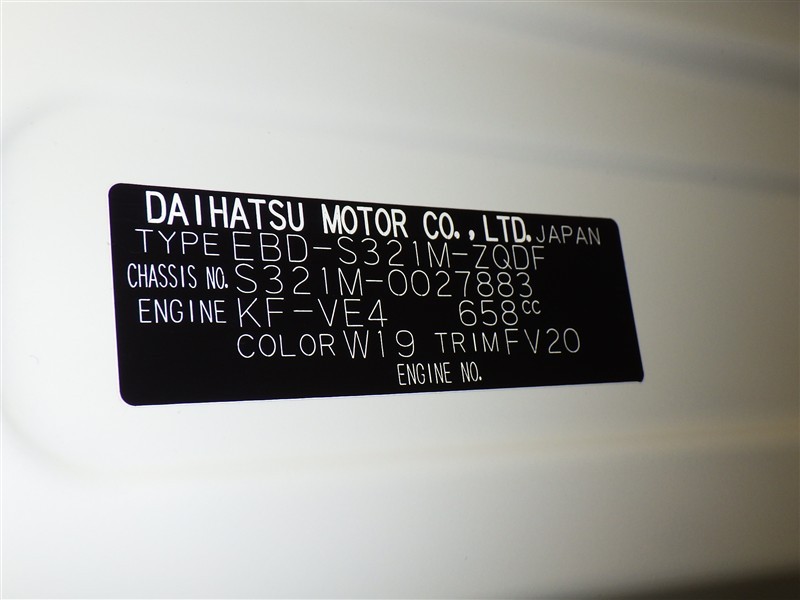 DAIHATSU MOTOR CO., LTD. JAPAN
TYPE EBD-S321M-ZQDF
CHASSIS NO. S321M-0027883
ENGINE KF-VE4 658cc
COLOR W19 TRIM FV20
ENGINE NO.